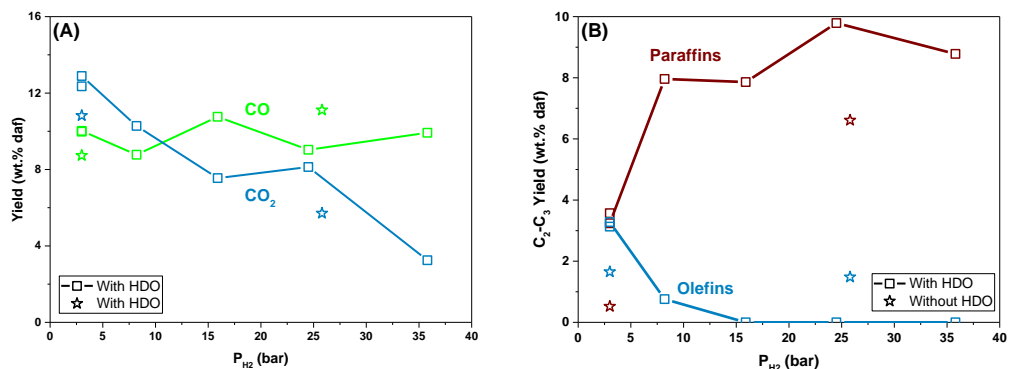 (A)
16
12
8
4
0
Yield (wt.% daf)
CO
CO2
With HDO
With HDO
0 5 10 15 20 25 30 35 40
PH2 (bar)
(B)
10
8
6
4
2
0
C2-C3 Yield (wt.% daf)
Paraffins
Olefins
With HDO
Without HDO
0 5 10 15 20 25 30 35 40
PH2 (bar)